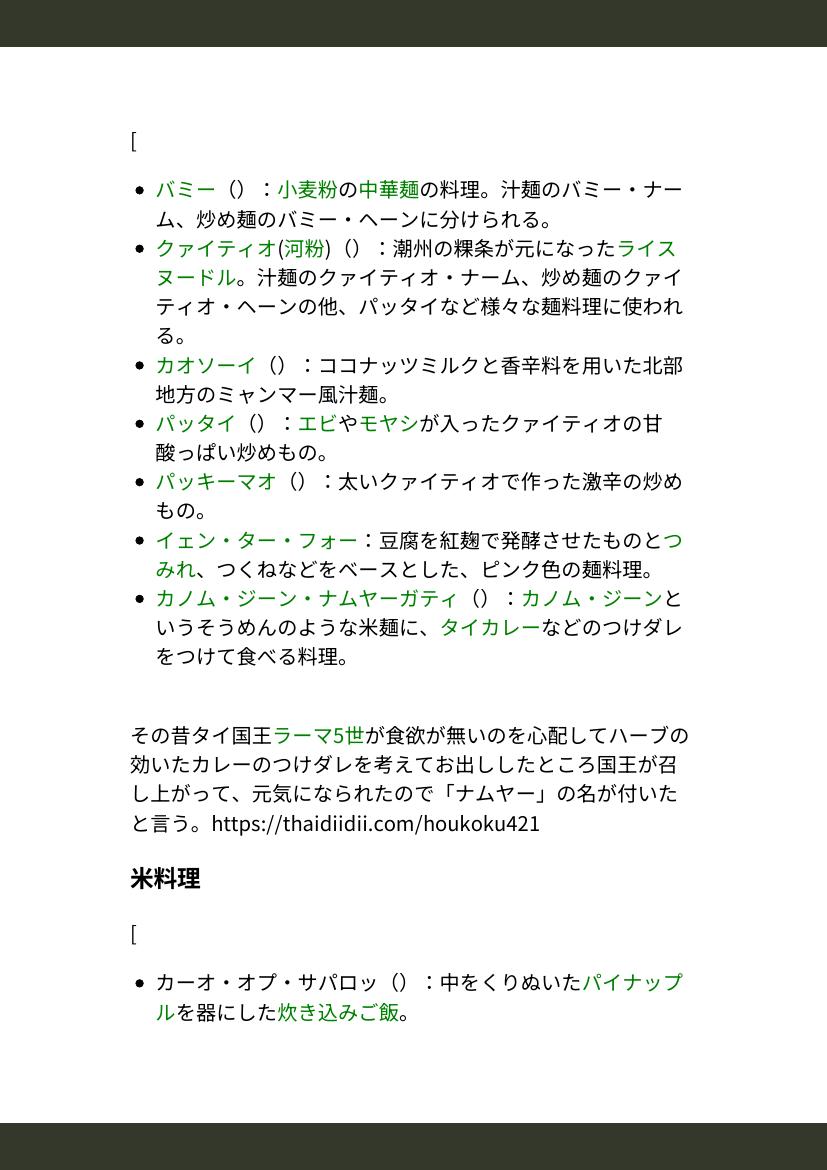 [
• バミー（）：小麦粉の中華麺の料理。汁麺のバミー・ナー
ム、炒め麺のバミー・ヘーンに分けられる。
• クァイティオ(河粉)（）：潮州の粿条が元になったライス
ヌードル。汁麺のクァイティオ・ナーム、炒め麺のクァイ
ティオ・ヘーンの他、パッタイなど様々な麺料理に使われ
る。
• カオソーイ（）：ココナッツミルクと香辛料を用いた北部
地方のミャンマー風汁麺。
• パッタイ（）：エビやモヤシが入ったクァイティオの甘
酸っぱい炒めもの。
• パッキーマオ（）：太いクァイティオで作った激辛の炒め
もの。
• イェン・ター・フォー：豆腐を紅麹で発酵させたものとつ
みれ、つくねなどをベースとした、ピンク色の麺料理。
• カノム・ジーン・ナムヤーガティ（）：カノム・ジーンと
いうそうめんのような米麺に、タイカレーなどのつけダレ
をつけて食べる料理。
その昔タイ国王ラーマ5世が食欲が無いのを心配してハーブの
効いたカレーのつけダレを考えてお出ししたところ国王が召
し上がって、元気になられたので「ナムヤー」の名が付いた
と言う。https://thaidiidii.com/houkoku421
米料理
[
• カーオ・オプ・サパロッ（）：中をくりぬいたパイナップ
ルを器にした炊き込みご飯。